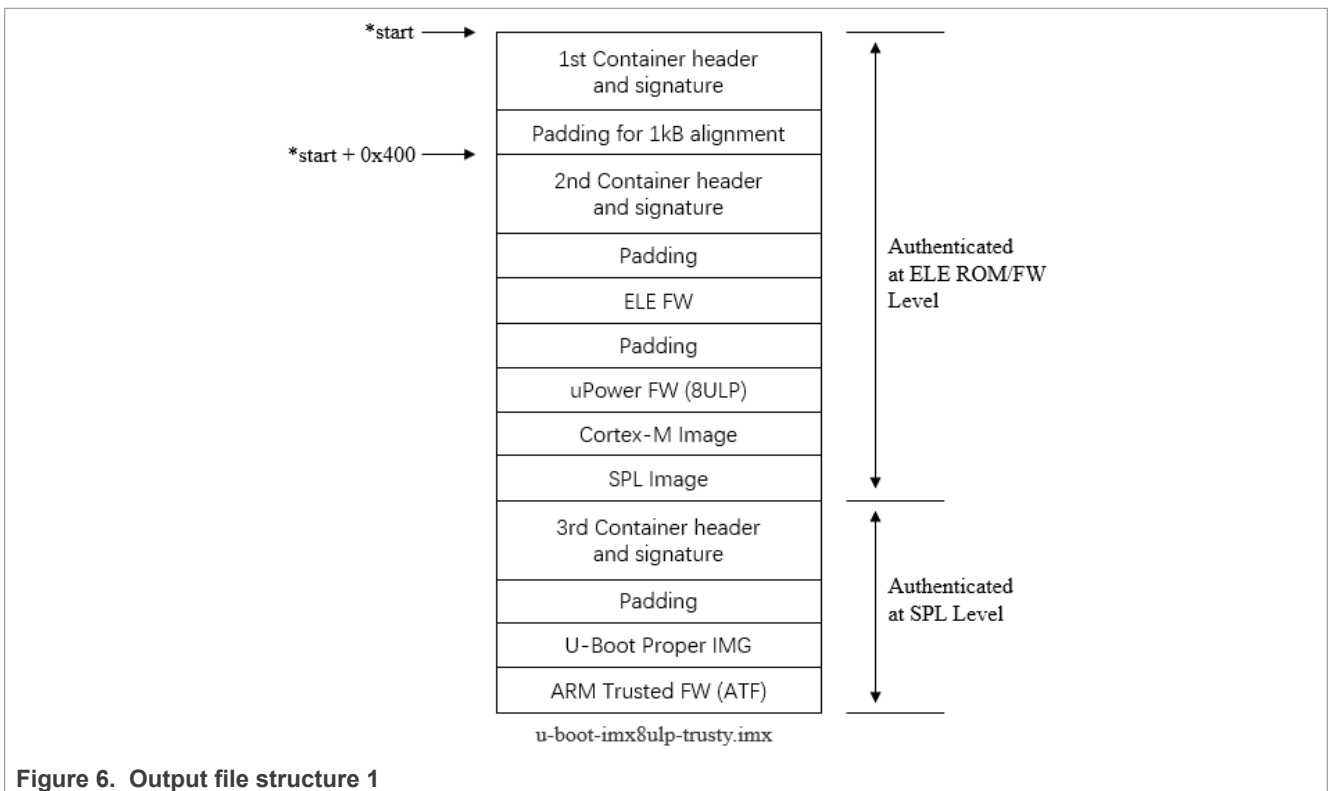 *start
1st Container header
and signature
Padding for 1kB alignment
*start + 0x400
2nd Container header
and signature
Padding
ELE FW
Padding
uPower FW (8ULP)
Cortex-M Image
SPL Image
Authenticated
at ELE ROM/FW
Level
3rd Container header
and signature
Padding
U-Boot Proper IMG
ARM Trusted FW (ATF)
Authenticated
at SPL Level
u-boot-imx8ulp-trusty.imx
Figure 6. Output file structure 1